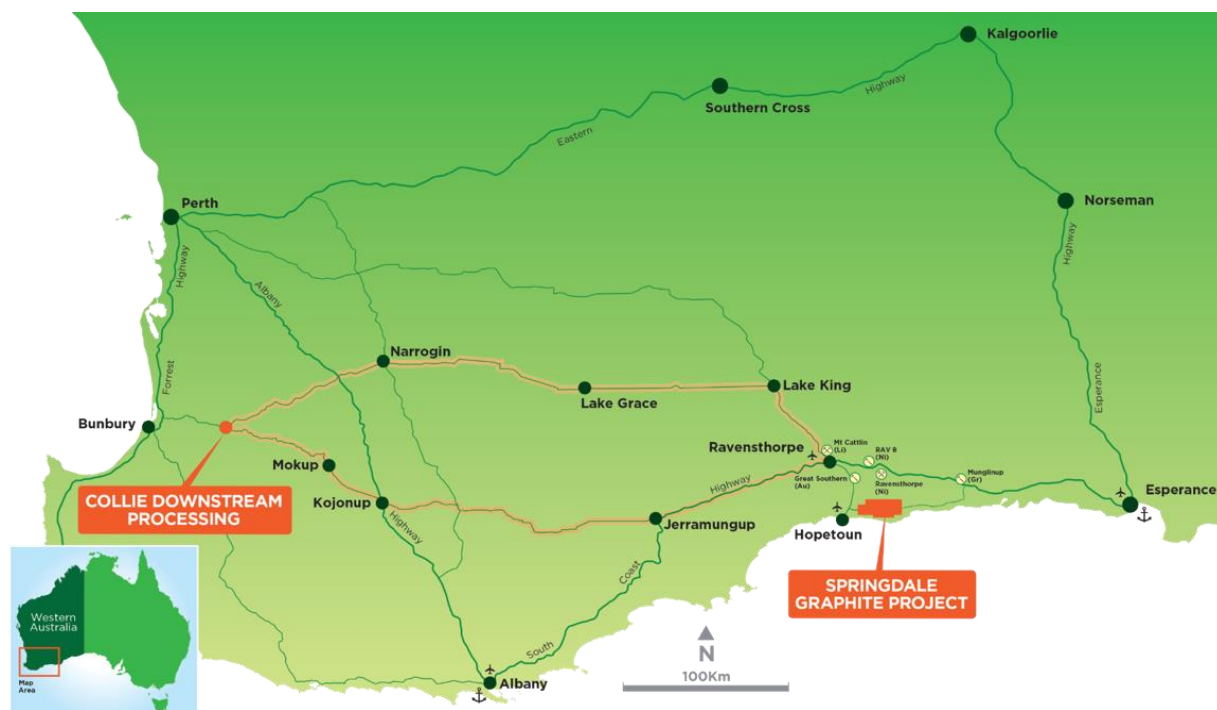 Kalgoorlie
Highway
Southern Cross
Eastern
Perth
Norseman
Highway
Highway
Albany
Narrogin
Lake King
Lake Grace
Forrest
Esperance
Bunbury
Ravensthorpe
Mt Cattlin
(Li)
RAV 8
(Ni)
Mokup
Munglinup
(Gr)
Great Southern
(Au)
Ravensthorpe
(Ni)
Highway
COLLIE DOWNSTREAM
PROCESSING
Kojonup
Esperance
Highway
Jerramungup
Hopetoun
Coast
SPRINGDALE
GRAPHITE PROJECT
Western
Australia
South
N
100Km
Map
Area
Albany